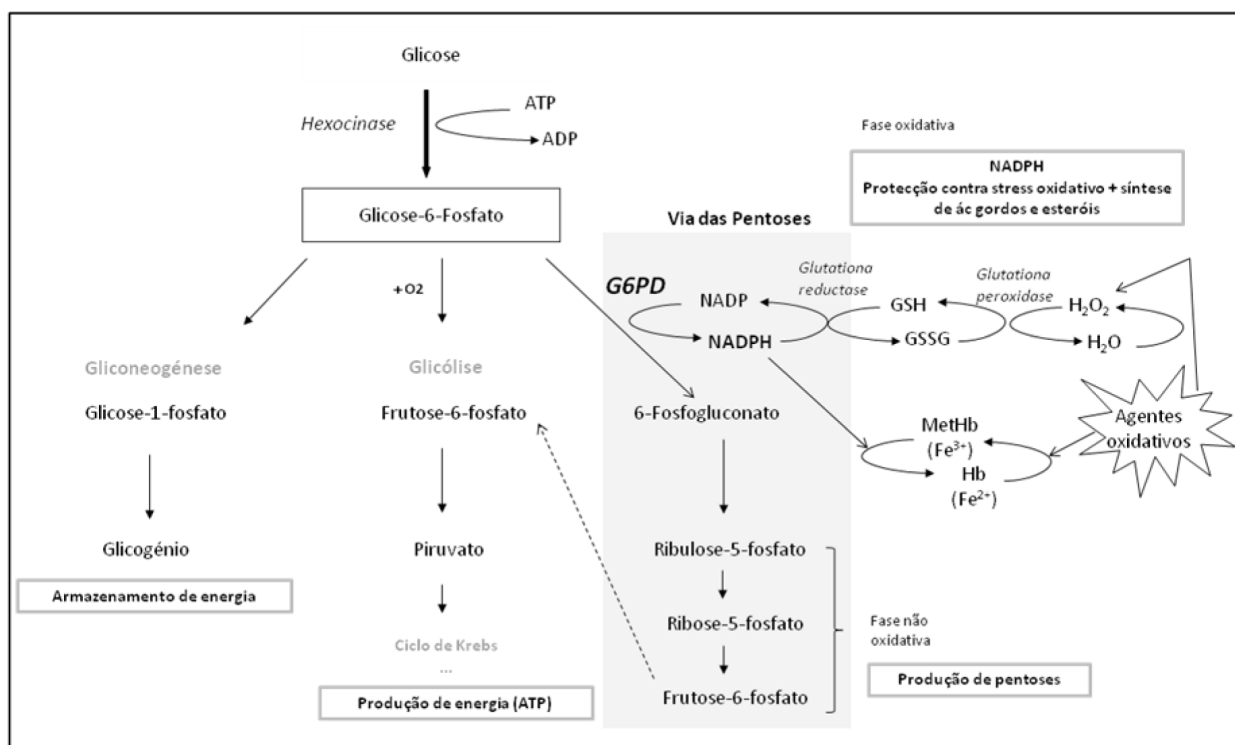 Glicose
Hexocinase
ATP
ADP
Glicose-6-Fosfato
+O2
Gliconeogénese
Glicose-1-fosfato
Glicogénio
Armazenamento de energia
Glicólise
Frutose-6-fosfato
Piruvato
Ciclo de Krebs
...
Produção de energia (ATP)
Via das Pentoses
G6PD
NADP
NADPH
6-Fosfogluconato
Ribulose-5-fosfato
Ribose-5-fosfato
Frutose-6-fosfato
Fase oxidativa
NADPH
Protecção contra stress oxidativo + síntese
de ác gordos e esteróis
Glutationa
reductase
GSH
GSSG
Glutationa
peroxidase
H₂O₂
H₂O
MetHb
(Fe³⁺)
Hb
(Fe²⁺)
Agentes
oxidativos
Fase não
oxidativa
Produção de pentoses